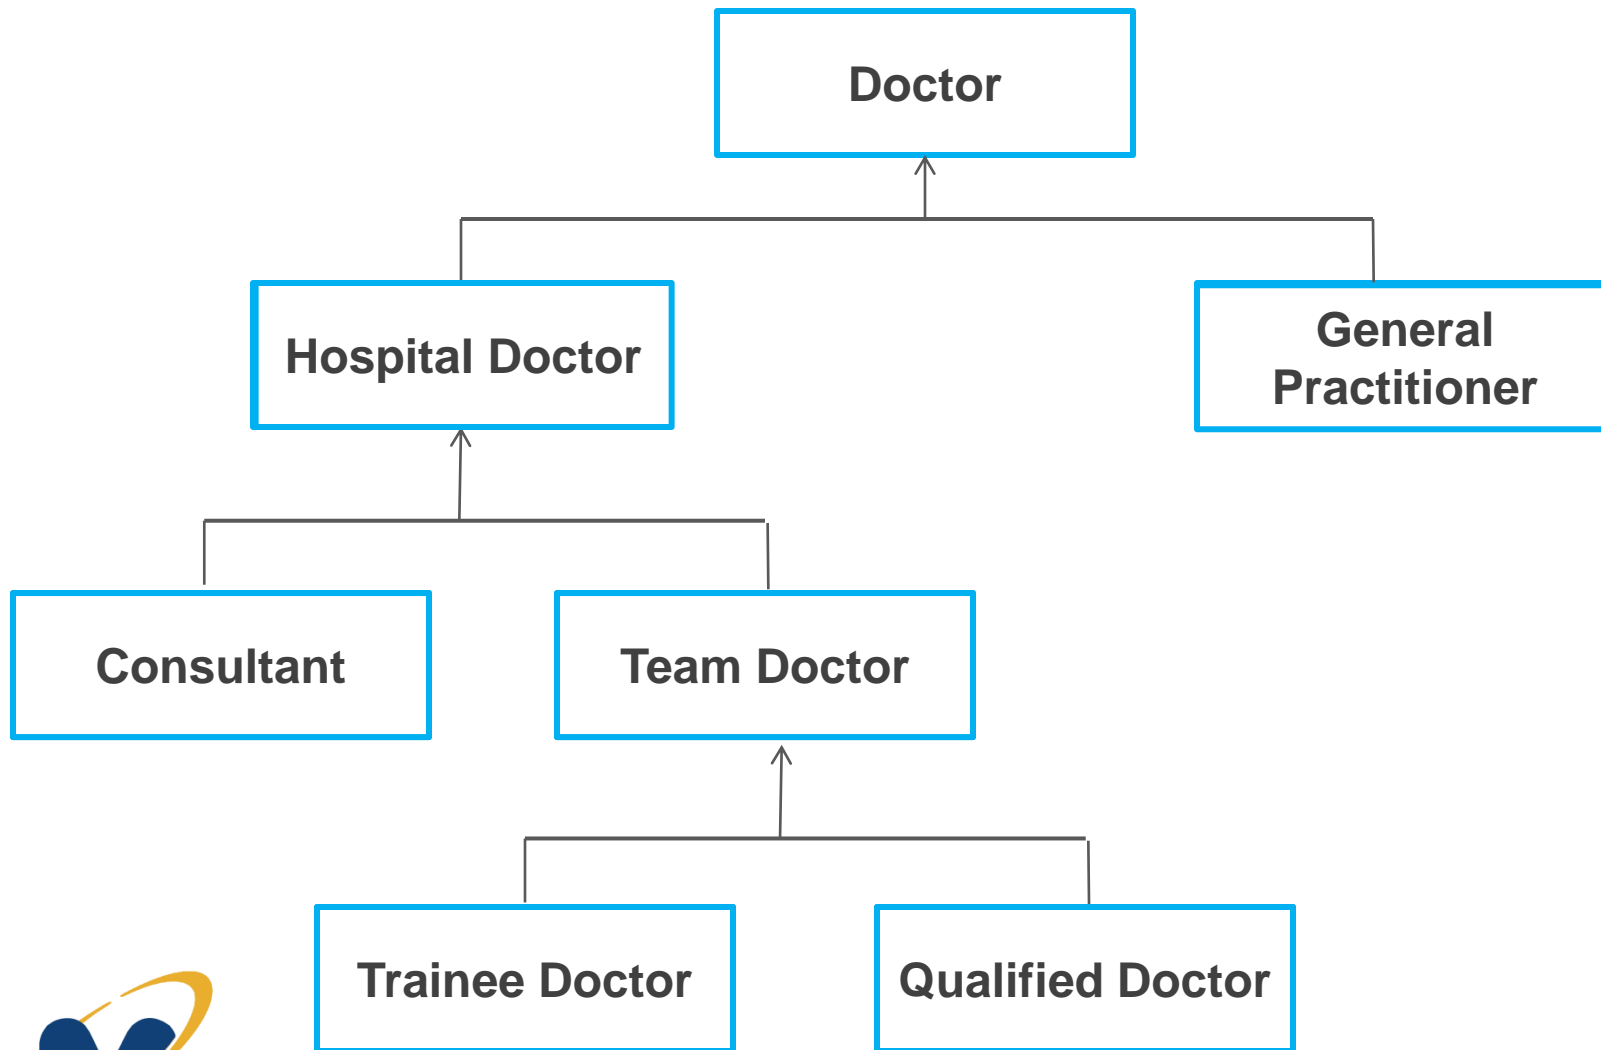 Doctor
Hospital Doctor
General
Practitioner
Consultant
Team Doctor
Trainee Doctor
Qualified Doctor